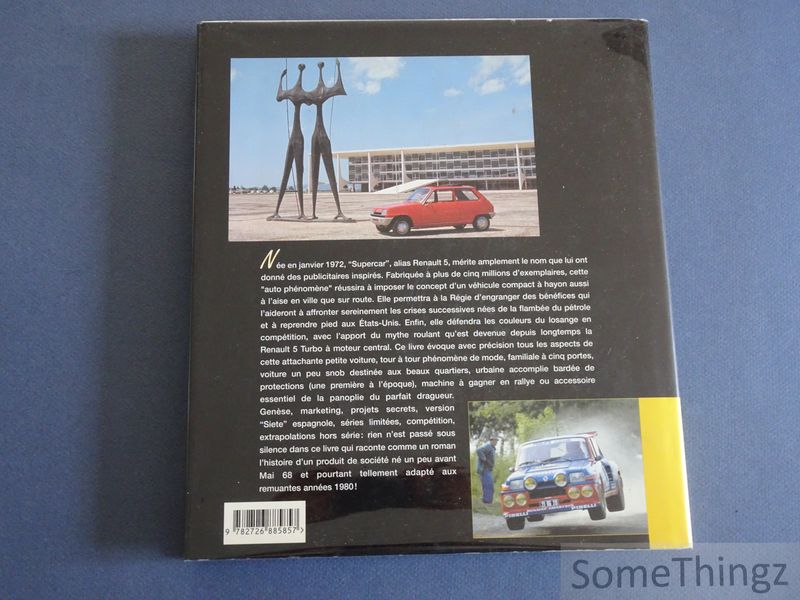 Née en janvier 1972, "Supercar", alias Renault 5, mérite amplement le nom que lui ont
donné des publicitaires inspirés. Fabriquée à plus de cinq millions d'exemplaires, cette
"auto phénomène" réussira à imposer le concept d'un véhicule compact à hayon aussi
à l'aise en ville que sur route. Elle permettra à la Régie d'engranger des bénéfices qui
l'aideront à affronter sereinement les crises successives nées de la flambée du pétrole
et à reprendre pied aux États-Unis. Enfin, elle défendra les couleurs du losange en
compétition, avec l'apport du mythe roulant qu'est devenue depuis longtemps la
Renault 5 Turbo à moteur central. Ce livre évoque avec précision tous les aspects de
cette attachante petite voiture, tour à tour phénomène de mode, familiale à cinq portes,
voiture un peu snob destinée aux beaux quartiers, urbaine accomplie bardée de
protections (une première à l'époque), machine à gagner en rallye ou accessoire
essentiel de la panoplie du parfait dragueur.
Genèse, marketing, projets secrets, version
"Siete" espagnole, séries limitées, compétition,
extrapolations hors série : rien n'est passé sous
silence dans ce livre qui raconte comme un roman
l'histoire d'un produit de société né un peu avant
Mai 68 et pourtant tellement adapté aux
remuantes années 1980 !
PIRELLI
PIRELLI
9 782726 885857 >
SomeThingz